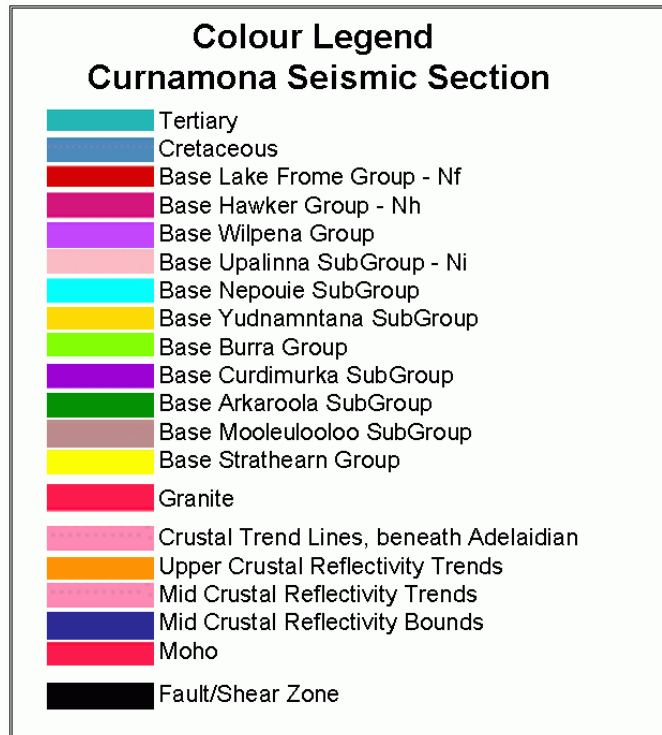 Colour Legend
Curnamona Seismic Section
Tertiary
Cretaceous
Base Lake Frome Group - Nf
Base Hawker Group - Nh
Base Wilpena Group
Base Upalinna SubGroup - Ni
Base Nepouie SubGroup
Base Yudnamntana SubGroup
Base Burra Group
Base Curdimurka SubGroup
Base Arkaroola SubGroup
Base Mooleulooloo SubGroup
Base Strathearn Group
Granite
Crustal Trend Lines, beneath Adelaidian
Upper Crustal Reflectivity Trends
Mid Crustal Reflectivity Trends
Mid Crustal Reflectivity Bounds
Moho
Fault/Shear Zone